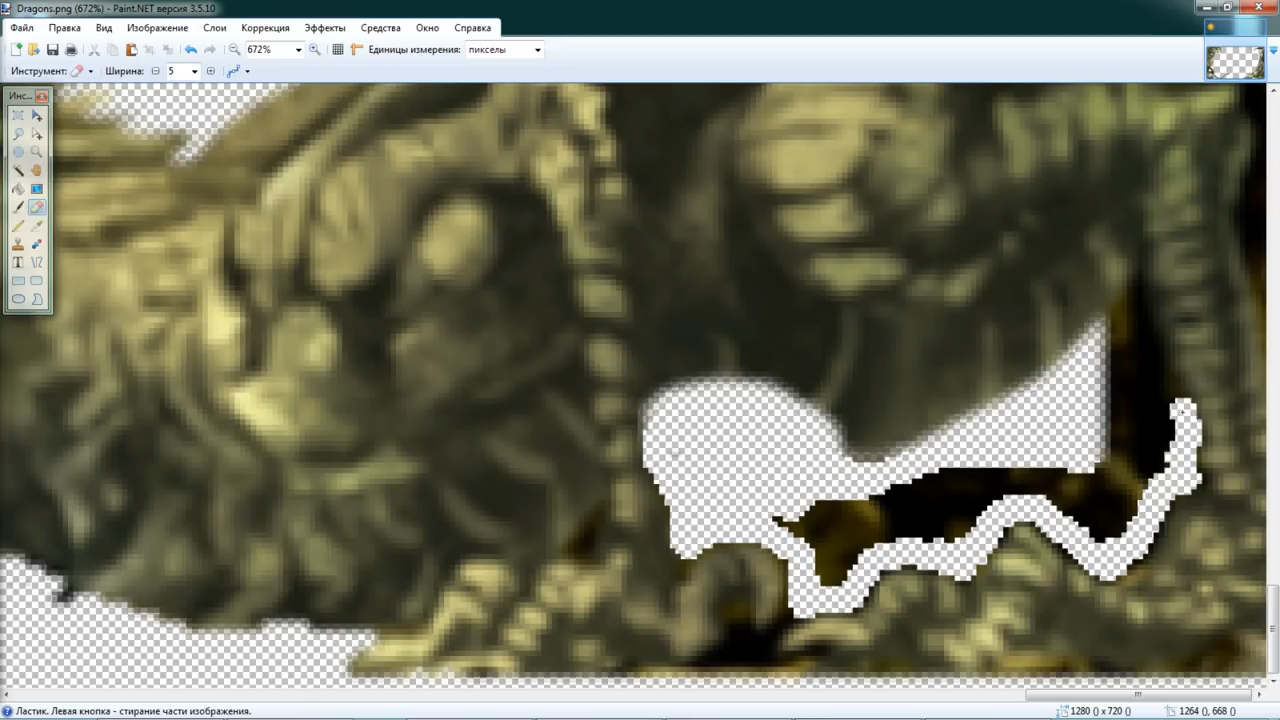 Dragons.png (672%) - Paint.NET версия 3.5.10
Файл Правка Вид Изображение Слои Коррекция Эффекты Средства Окно Справка
672% Единицы измерения: пикселы
Инструмент: Ширина: 5
Инс...
Ластик. Левая кнопка - стирание части изображения. 1280 () x 720 () 1264 (), 668 ()